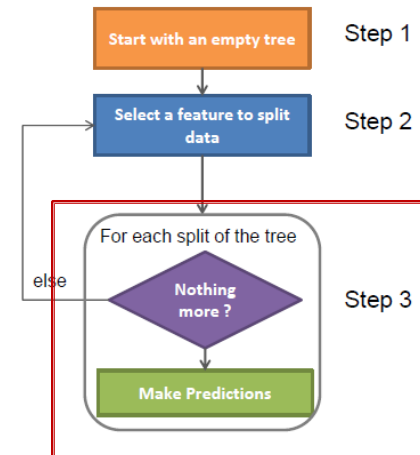 Start with an empty tree
Step 1
Select a feature to split
data
Step 2
For each split of the tree
else
Nothing
more ?
Step 3
Make Predictions